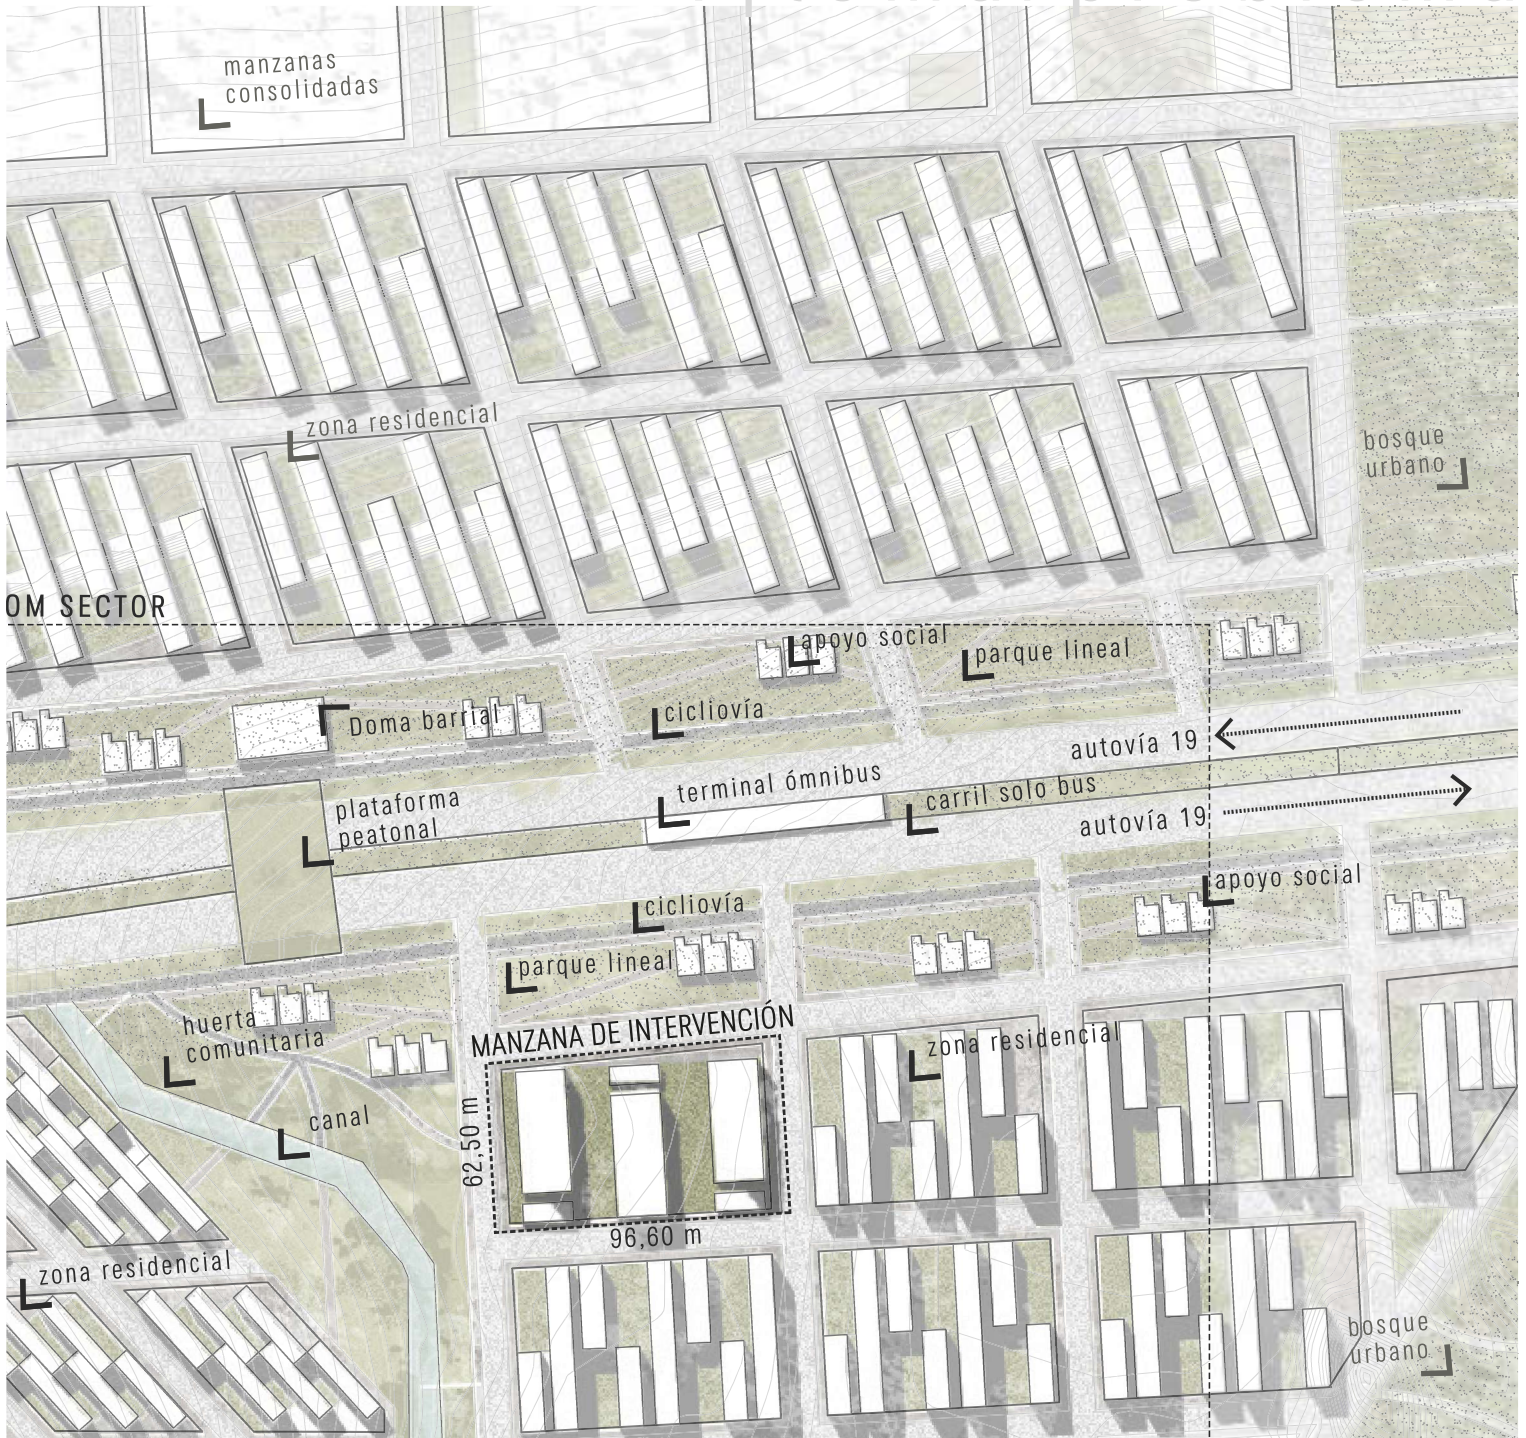 manzanas
consolidadas
zona residencial
bosque
urbano
OM SECTOR
apoyo social
parque lineal
Doma barrial
cicliovía
autovía 19
terminal ómnibus
carril solo bus
plataforma
peatonal
autovía 19
apoyo social
cicliovía
parque lineal
huerta
comunitaria
MANZANA DE INTERVENCIÓN
zona residencial
canal
62,50 m
96,60 m
zona residencial
bosque
urbano